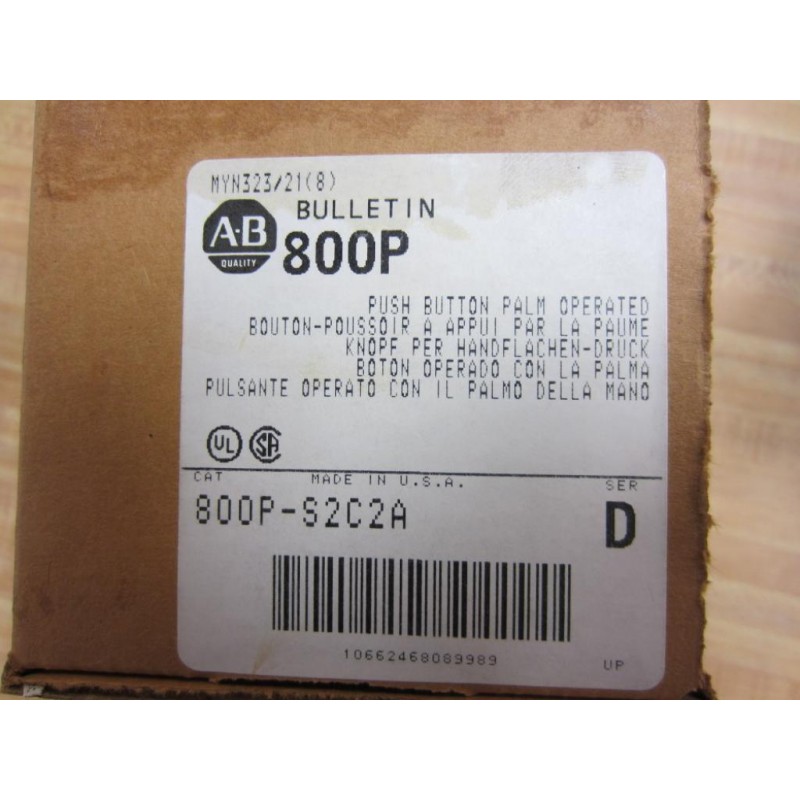 MYN323/21(8)
BULLETIN
A-B
QUALITY
800P
PUSH BUTTON PALM OPERATED
BOUTON-POUSSOIR A APPUI PAR LA PAUME
KNOPF PER HANDFLACHEN-DRUCK
BOTON OPERADO CON LA PALMA
PULSANTE OPERATO CON IL PALMO DELLA MANO
UL
SA
CAT MADE IN U.S.A. SER
800P-S2C2A D
10662468089989
UP